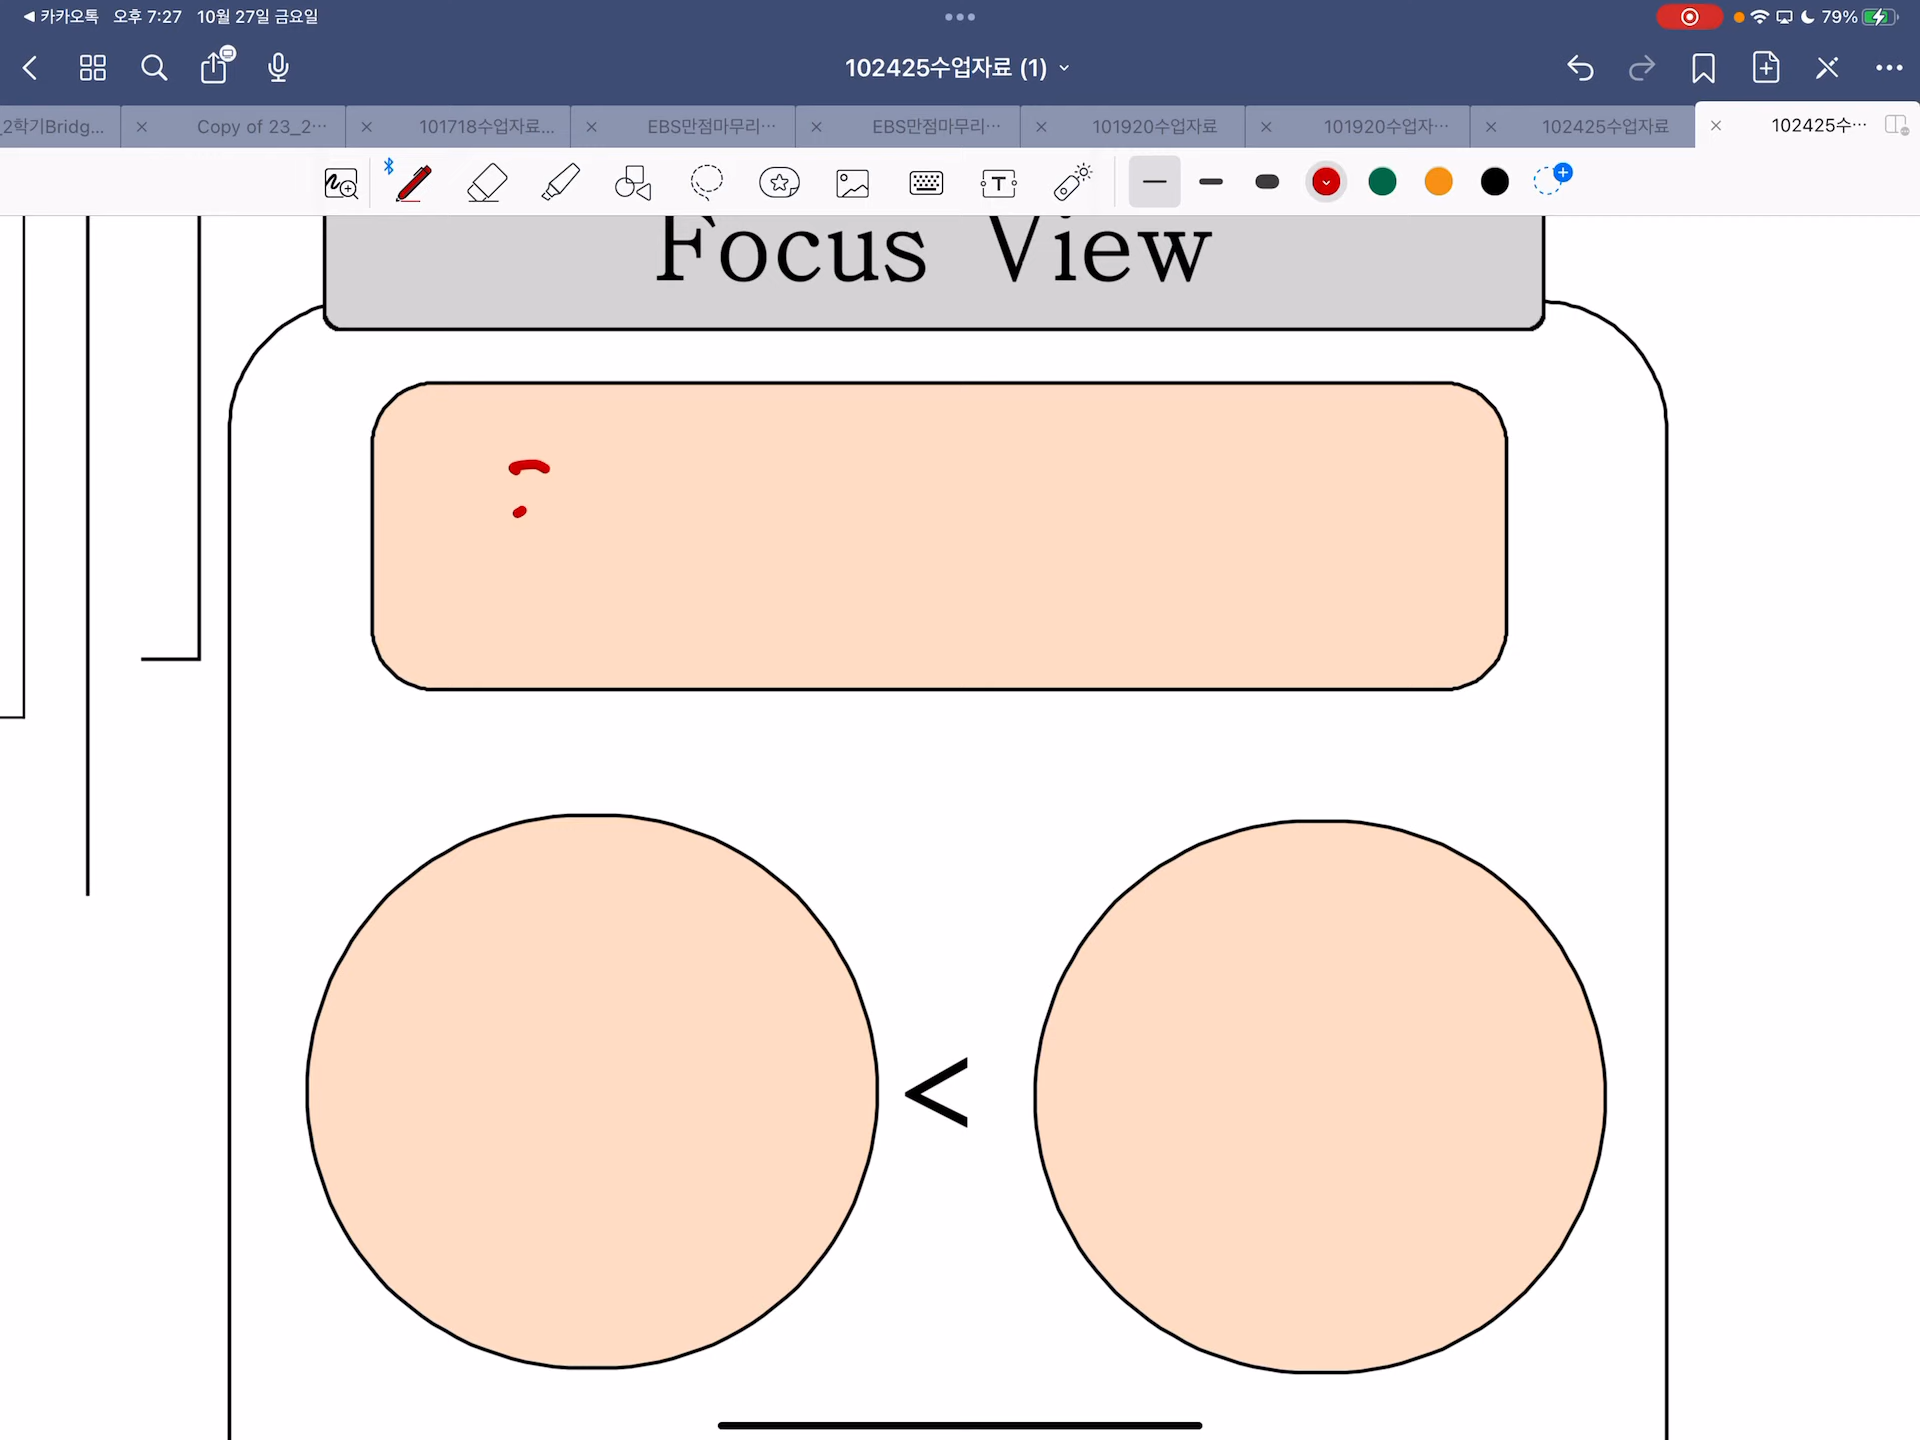 ◀ 카카오톡 오후 7:27 10월 27일 금요일
79%
102425수업자료 (1)
_2학기Bridg...
Copy of 23_2…
101718수업자료...
EBS만점마무리…
EBS만점마무리…
101920수업자료
101920수업자…
102425수업자료
102425수…
T
Focus View
<